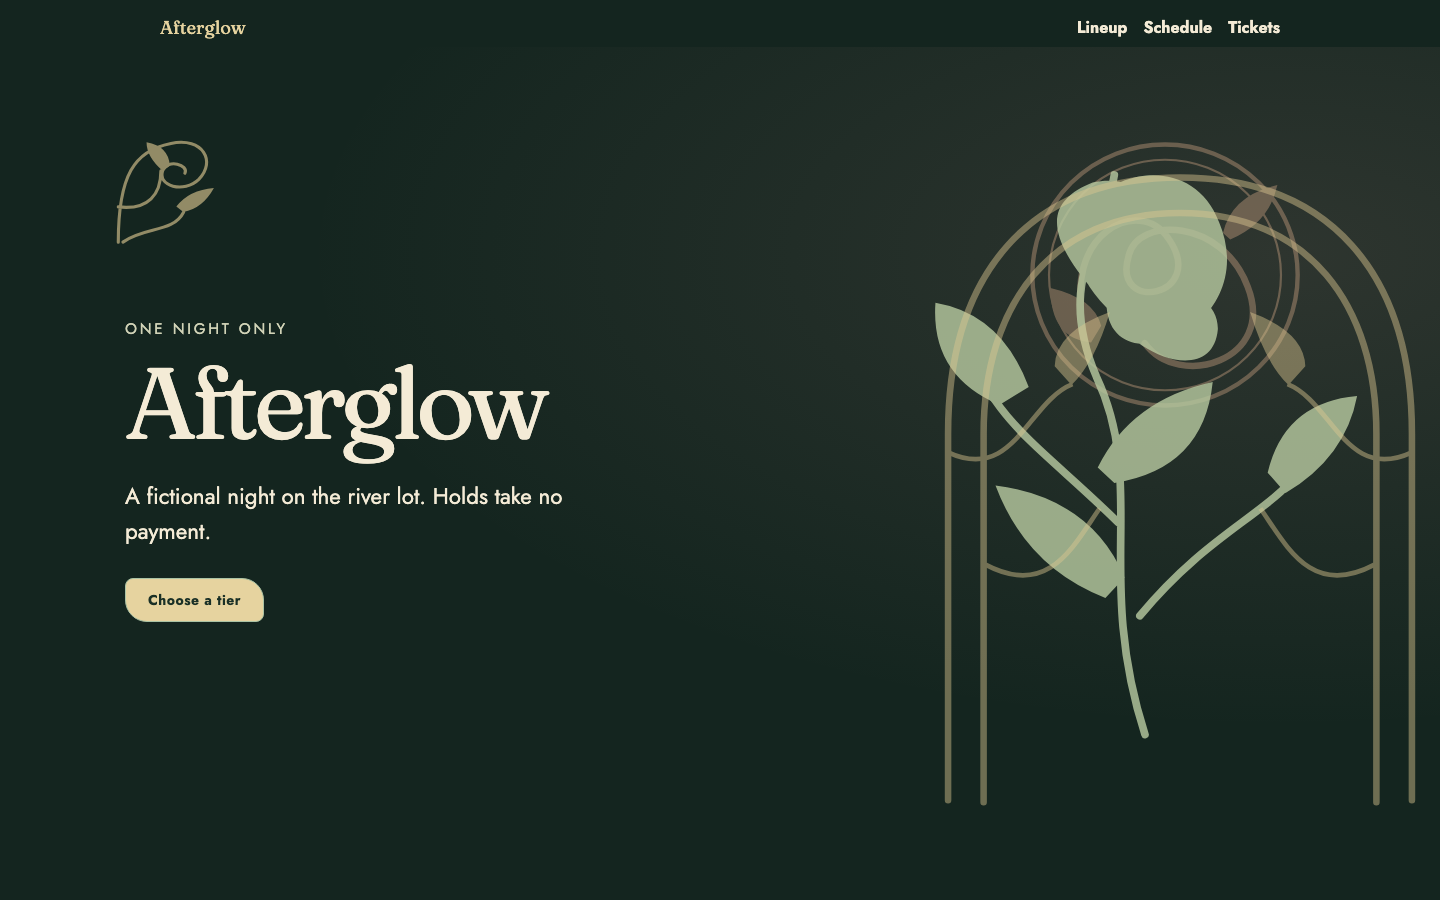 Afterglow
Lineup Schedule Tickets
ONE NIGHT ONLY
Afterglow
A fictional night on the river lot. Holds take no
payment.
Choose a tier